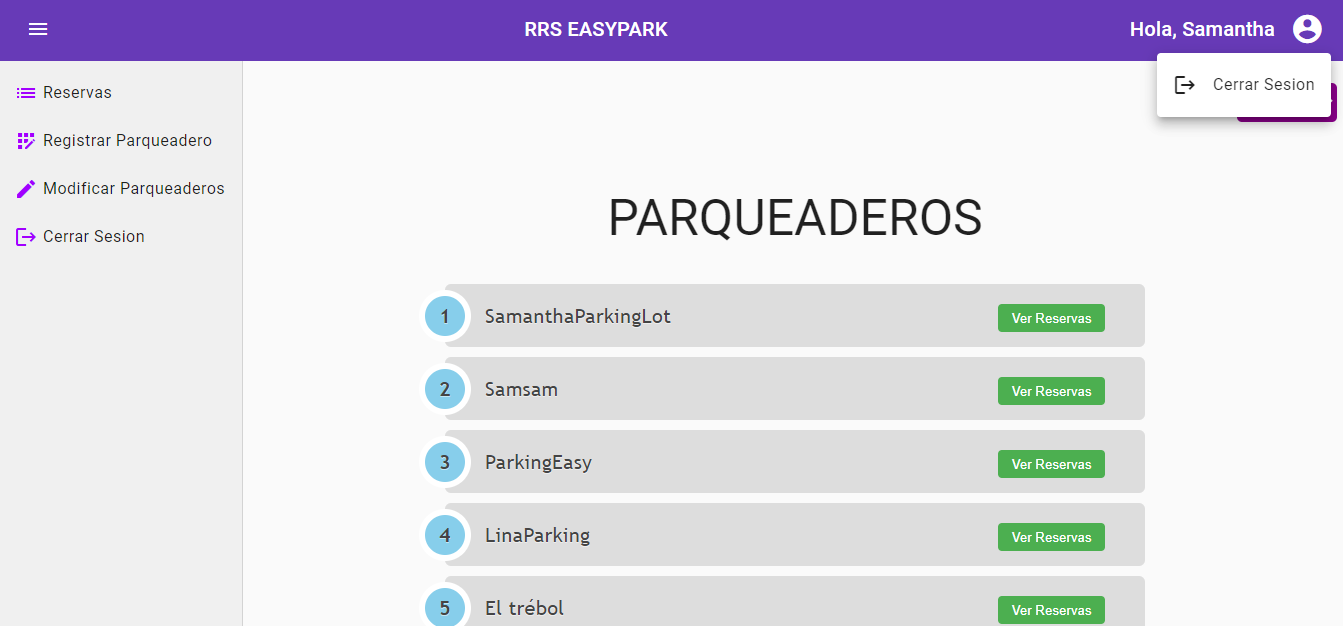 RRS EASYPARK
Hola, Samantha
Cerrar Sesion
Reservas
Registrar Parqueadero
Modificar Parqueaderos
Cerrar Sesion
PARQUEADEROS
1 SamanthaParkingLot Ver Reservas
2 Samsam Ver Reservas
3 ParkingEasy Ver Reservas
4 LinaParking Ver Reservas
5 El trébol Ver Reservas